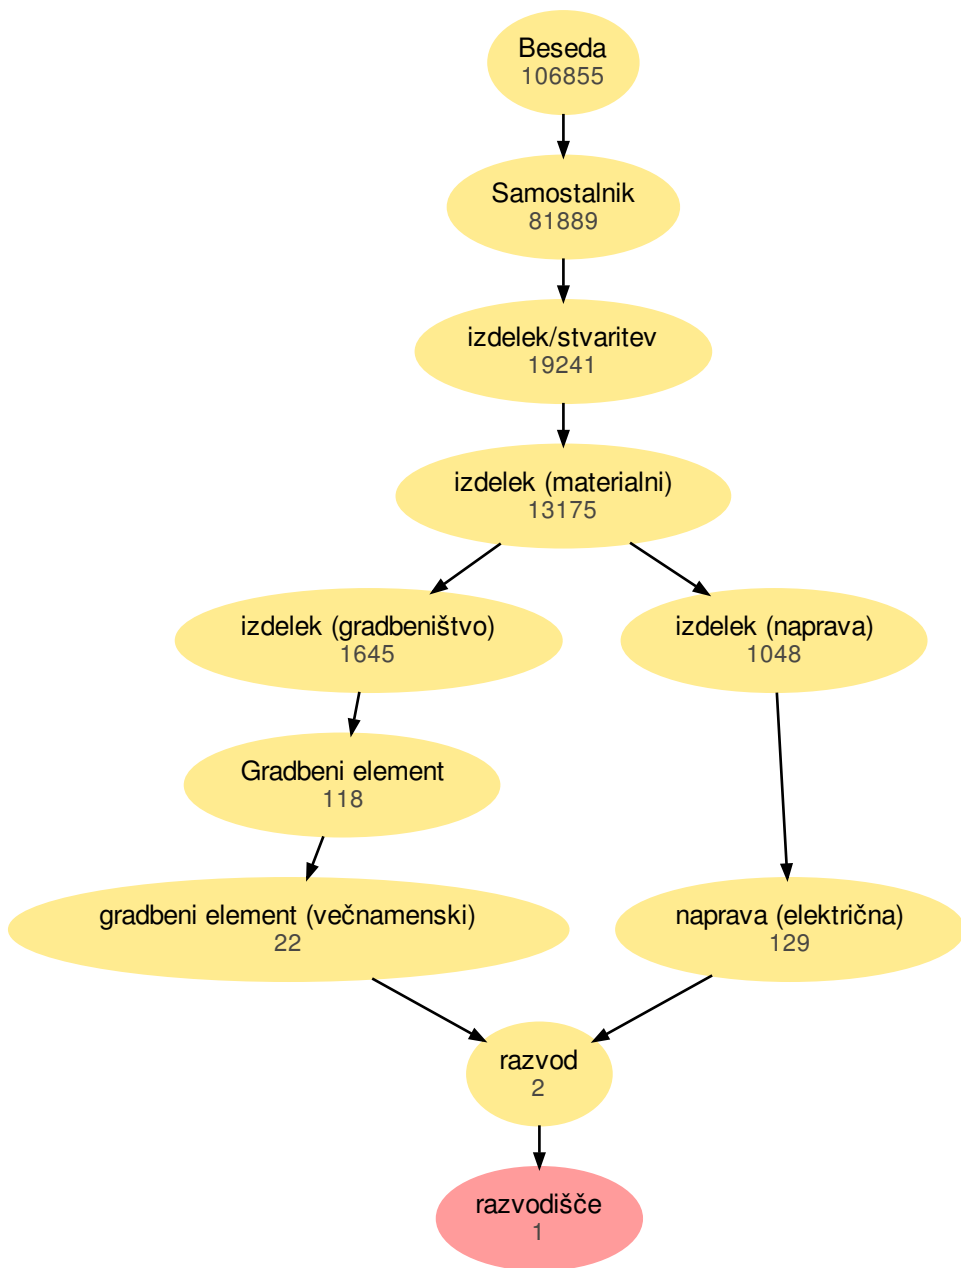 Beseda
106855
Samostalnik
81889
izdelek/stvaritev
19241
izdelek (materialni)
13175
izdelek (gradbeništvo)
1645
izdelek (naprava)
1048
Gradbeni element
118
gradbeni element (večnamenski)
22
naprava (električna)
129
razvod
2
razvodišče
1